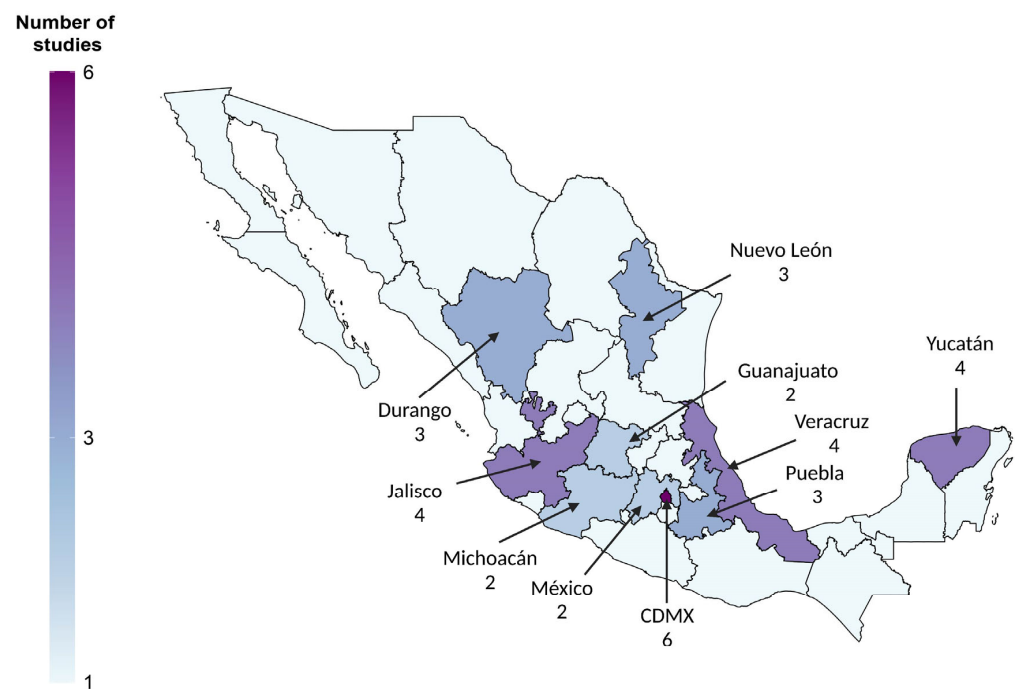 Number of
studies
6
3
1
Nuevo León
3
Yucatán
4
Guanajuato
2
Durango
3
Veracruz
4
Puebla
3
Jalisco
4
Michoacán
2
México
2
CDMX
6